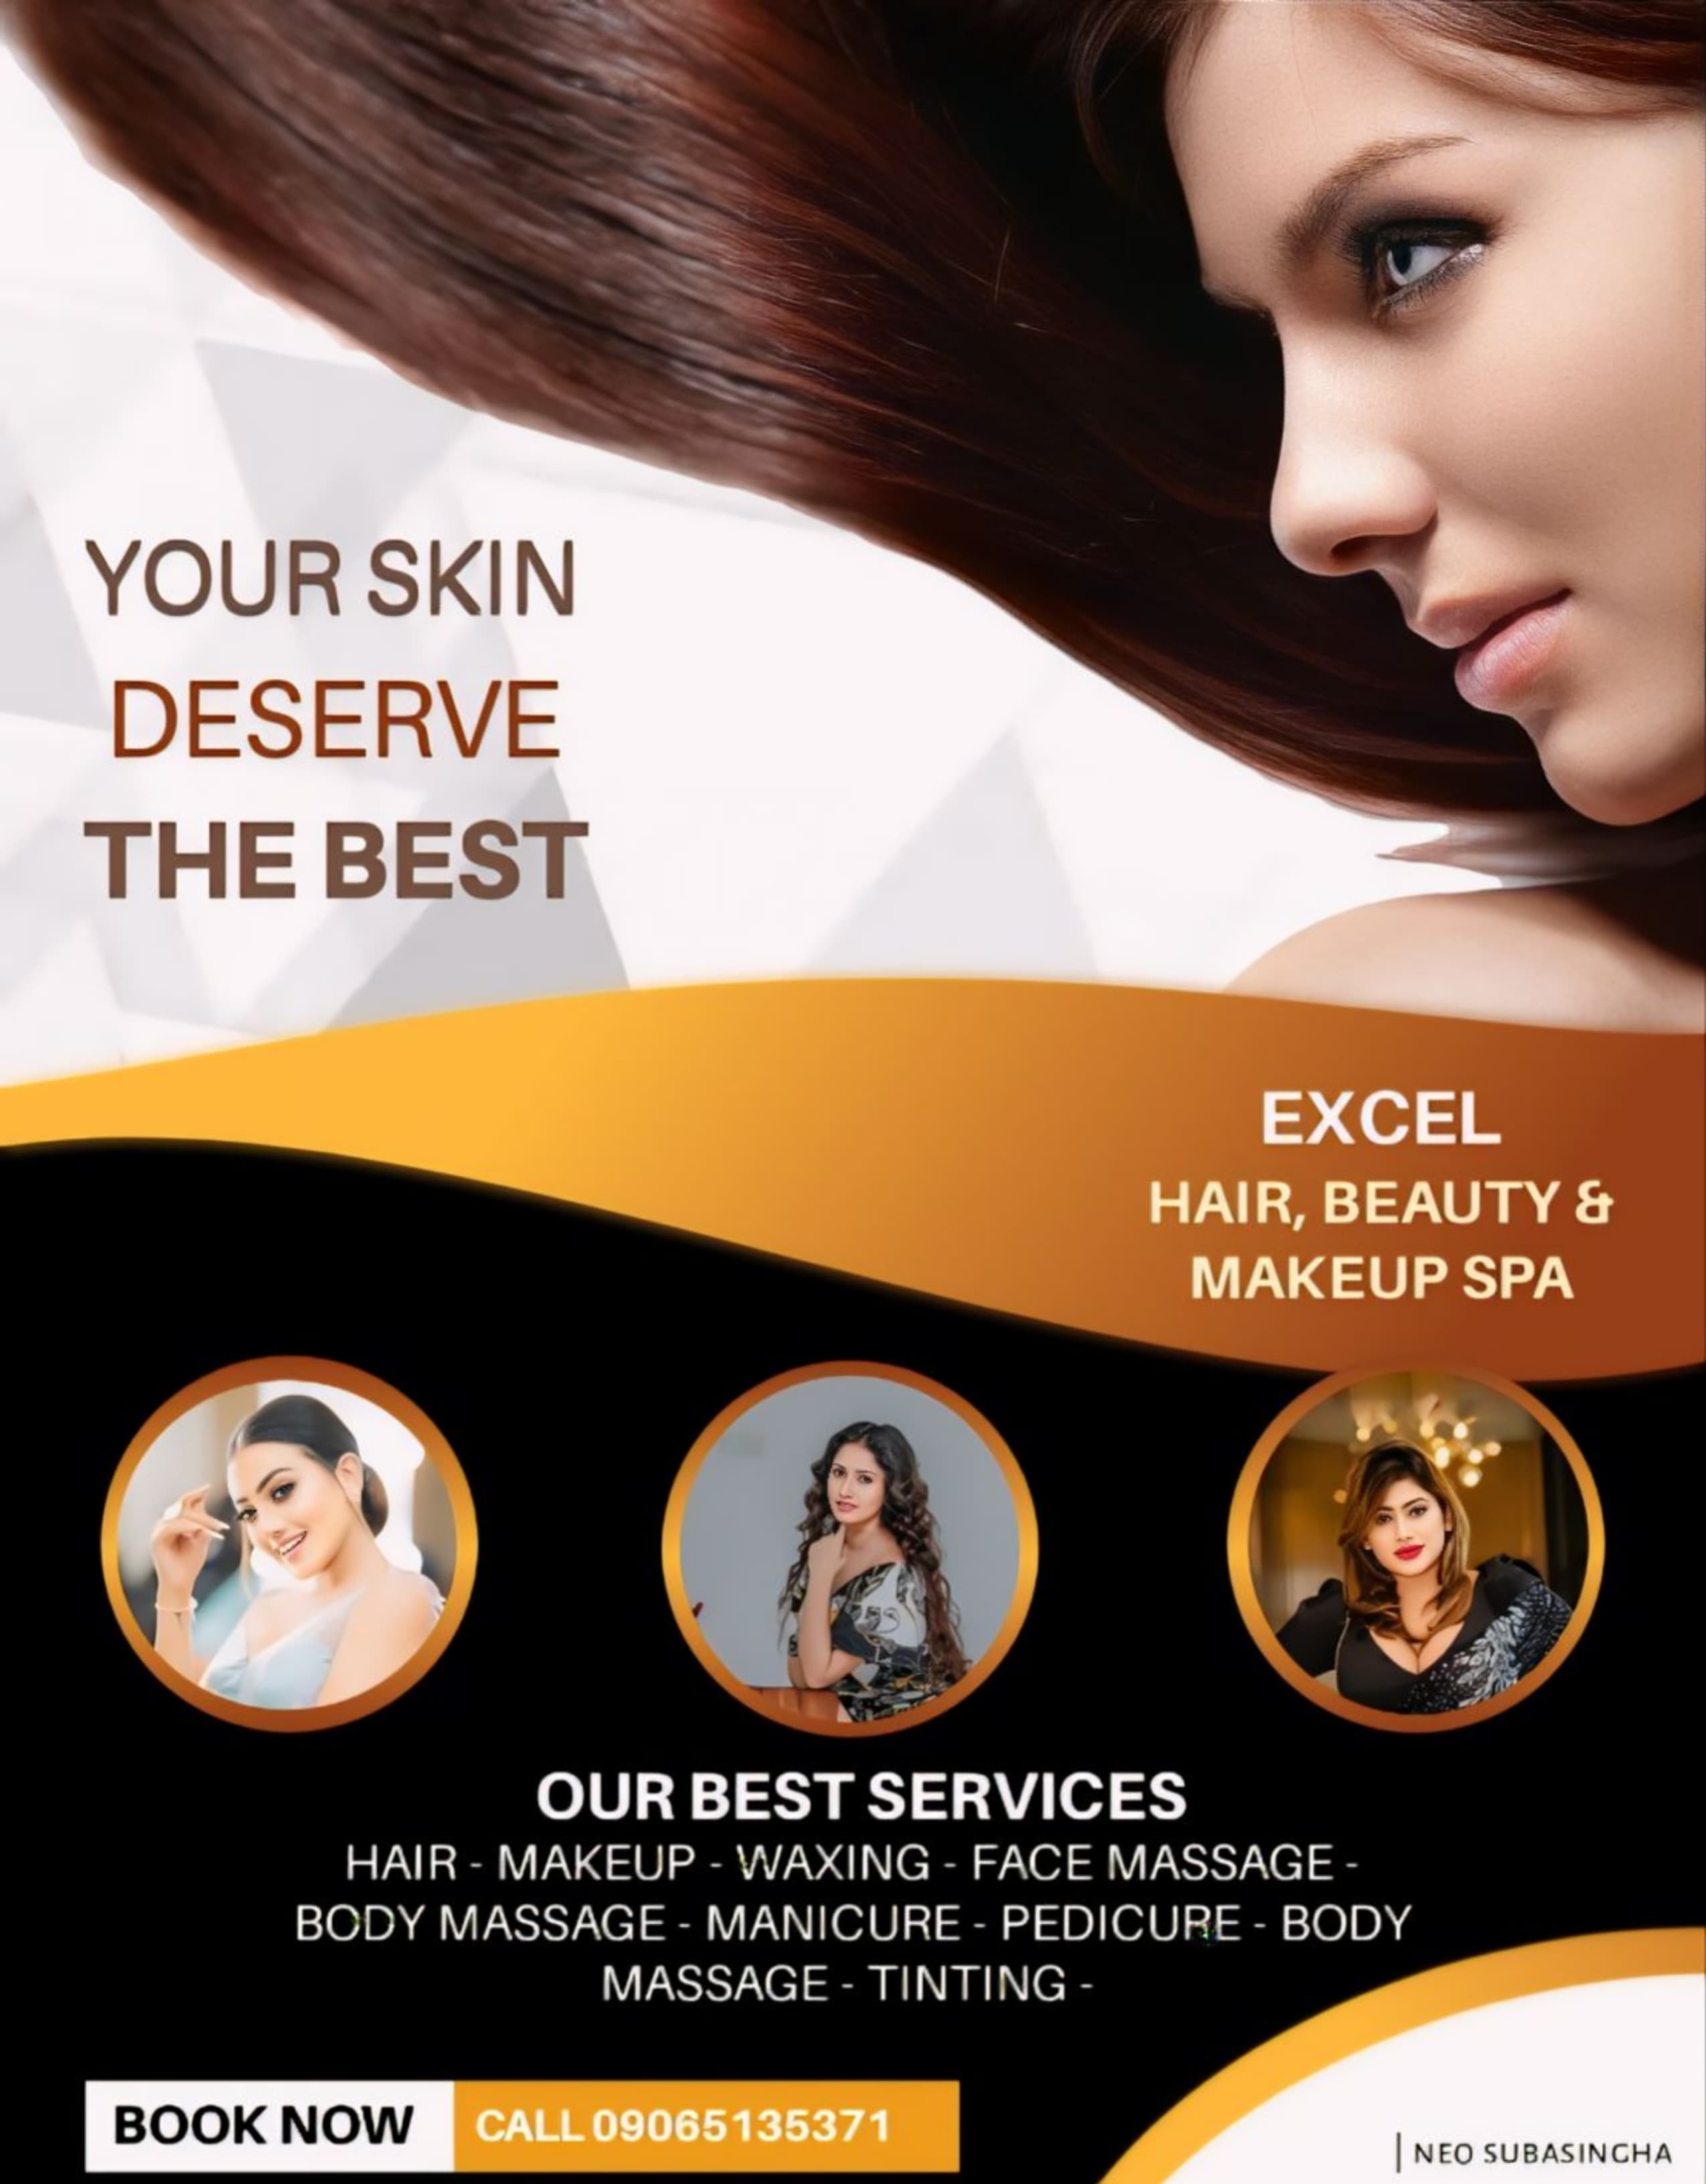 YOUR SKIN
DESERVE
THE BEST
EXCEL
HAIR, BEAUTY &
MAKEUP SPA
OUR BEST SERVICES
HAIR - MAKEUP - WAXING - FACE MASSAGE -
BODY MASSAGE - MANICURE - PEDICURE - BODY
MASSAGE - TINTING -
BOOK NOW CALL 09065135371
| NEO SUBASINGHA